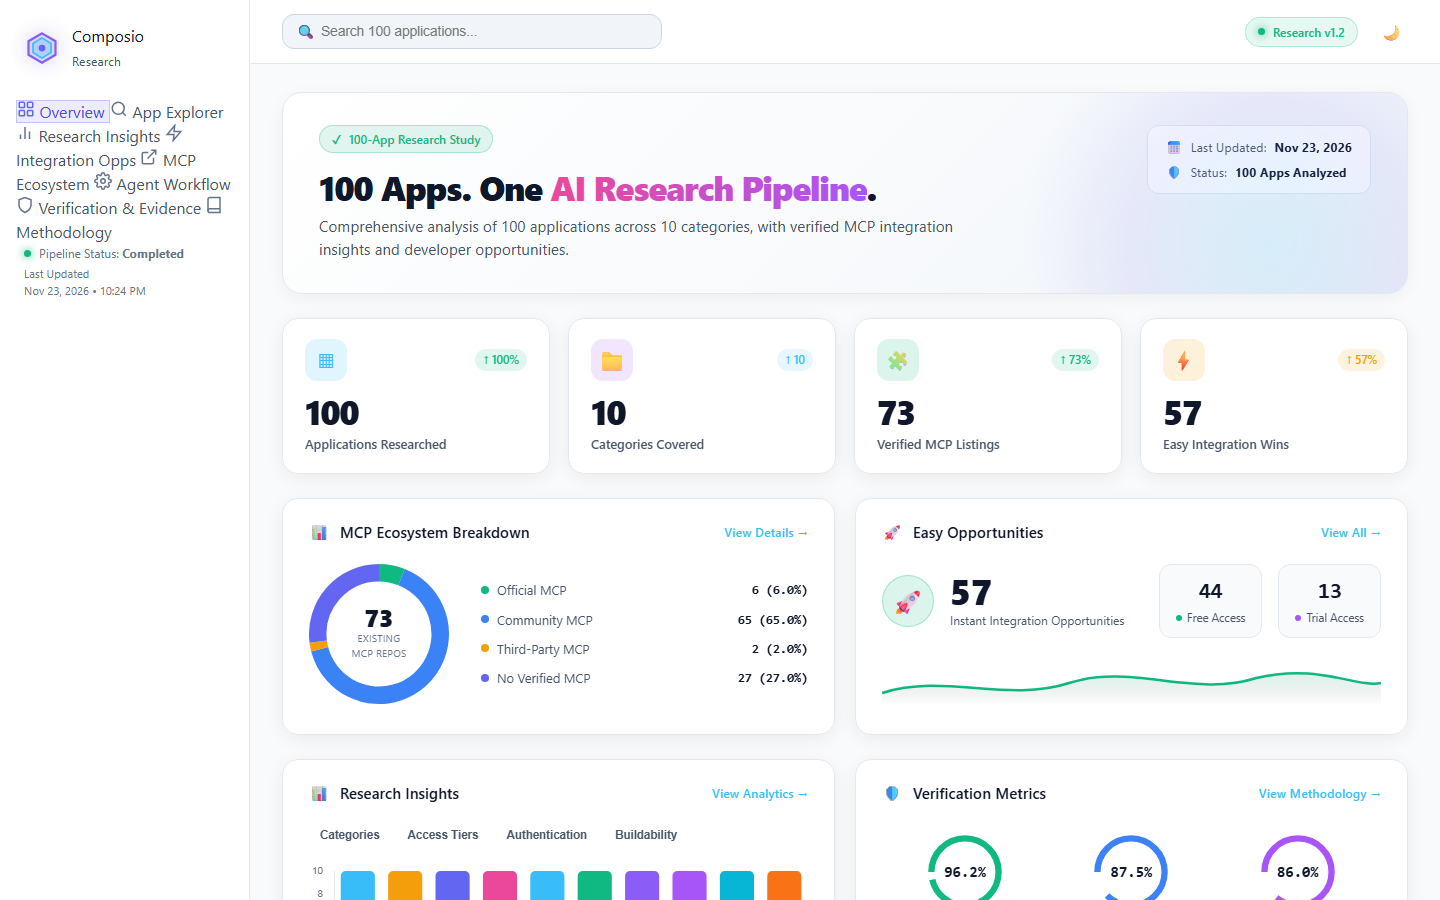 Composio
Research
Overview
App Explorer
Research Insights
Integration Opps
MCP Ecosystem
Agent Workflow
Verification & Evidence
Methodology
Pipeline Status: Completed
Last Updated
Nov 23, 2026 • 10:24 PM
Search 100 applications...
Research v1.2
✓ 100-App Research Study
100 Apps. One AI Research Pipeline.
Comprehensive analysis of 100 applications across 10 categories, with verified MCP integration
insights and developer opportunities.
Last Updated: Nov 23, 2026
Status: 100 Apps Analyzed
↑ 100%
100
Applications Researched
↑ 10
10
Categories Covered
↑ 73%
73
Verified MCP Listings
↑ 57%
57
Easy Integration Wins
MCP Ecosystem Breakdown
View Details →
73
EXISTING
MCP REPOS
Official MCP 6 (6.0%)
Community MCP 65 (65.0%)
Third-Party MCP 2 (2.0%)
No Verified MCP 27 (27.0%)
Easy Opportunities
View All →
57
Instant Integration Opportunities
44
Free Access
13
Trial Access
Research Insights
View Analytics →
Categories Access Tiers Authentication Buildability
10
8
Verification Metrics
View Methodology →
96.2%
87.5%
86.0%